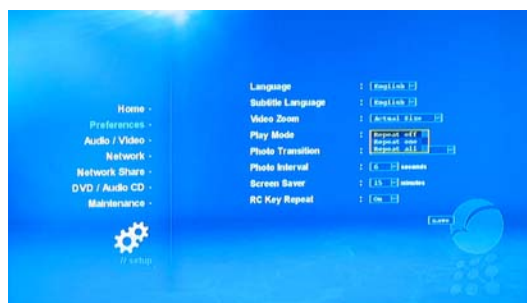 Home -
Preferences -
Audio / Video -
Network -
Network Share -
DVD / Audio CD -
Maintenance -
// setup
Language : English
Subtitle Language : English
Video Zoom : Actual Size
Play Mode : Repeat off
Repeat one
Repeat all
Photo Transition :
Photo Interval : 6 seconds
Screen Saver : 15 minutes
RC Key Repeat : On
save